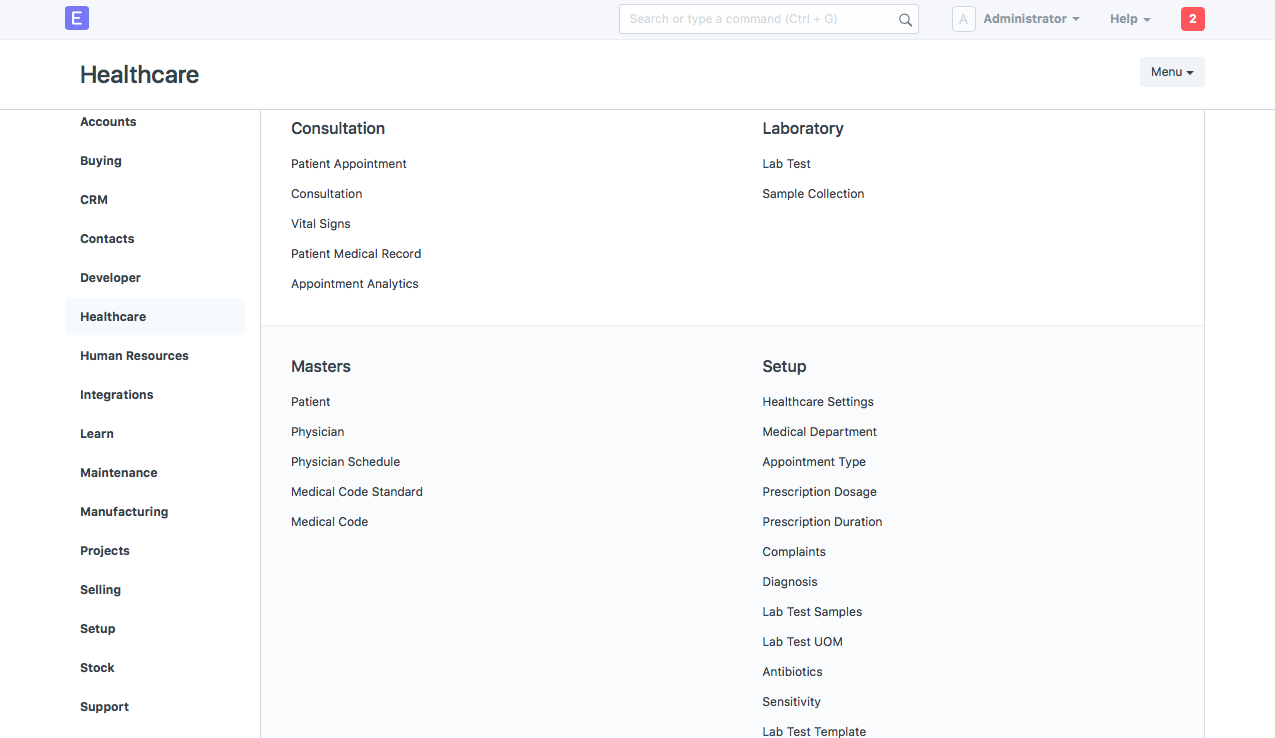 E
Search or type a command (Ctrl + G)
A
Administrator
Help
2
Healthcare
Menu
Accounts
Buying
CRM
Contacts
Developer
Healthcare
Human Resources
Integrations
Learn
Maintenance
Manufacturing
Projects
Selling
Setup
Stock
Support
Consultation
Patient Appointment
Consultation
Vital Signs
Patient Medical Record
Appointment Analytics
Laboratory
Lab Test
Sample Collection
Masters
Patient
Physician
Physician Schedule
Medical Code Standard
Medical Code
Setup
Healthcare Settings
Medical Department
Appointment Type
Prescription Dosage
Prescription Duration
Complaints
Diagnosis
Lab Test Samples
Lab Test UOM
Antibiotics
Sensitivity
Lab Test Template